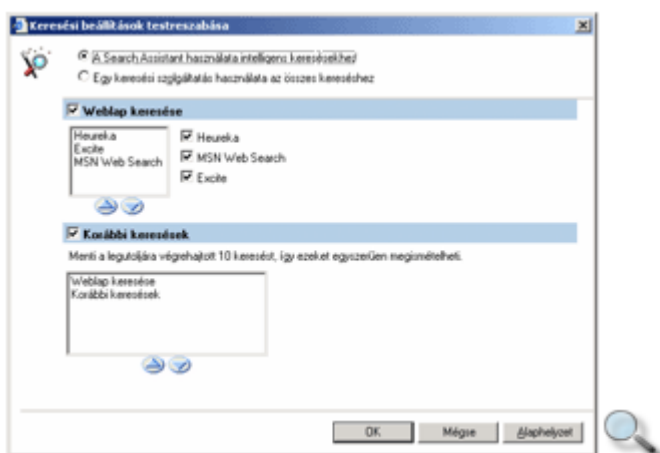 Keresési beállítások testreszabása
A Search Assistant használata intelligens keresésekhez
Egy keresési szolgáltatás használata az összes kereséshez
Weblap keresése
Heureka
Excite
MSN Web Search
Heureka
MSN Web Search
Excite
Korábbi keresések
Menti a legutoljára végrehajtott 10 keresést, így ezeket egyszerűen megismételheti.
Weblap keresése
Korábbi keresések
OK
Mégse
Alaphelyzet